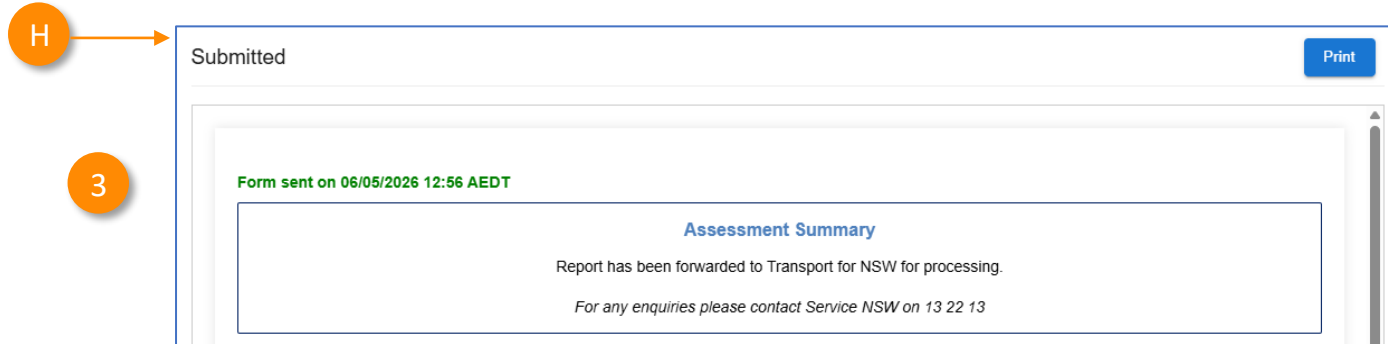 H
Submitted
Print
3
Form sent on 06/05/2026 12:56 AEDT
Assessment Summary
Report has been forwarded to Transport for NSW for processing.
For any enquiries please contact Service NSW on 13 22 13